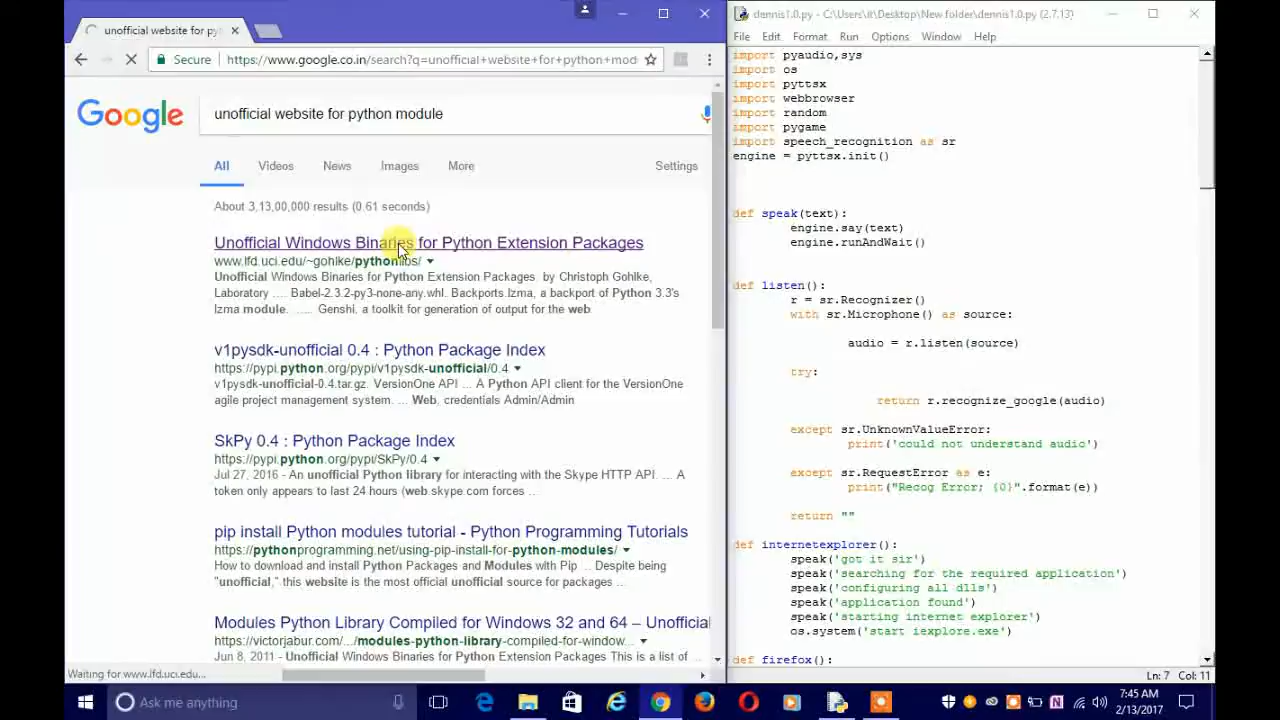 unofficial website for py
Secure
https://www.google.co.in/search?q=unofficial+website+for+python+mod
Google
unofficial website for python module
All Videos News Images More Settings
About 3,13,00,000 results (0.61 seconds)
Unofficial Windows Binaries for Python Extension Packages
www.lfd.uci.edu/~gohlke/pythonlibs/
Unofficial Windows Binaries for Python Extension Packages by Christoph Gohlke,
Laboratory .... Babel-2.3.2-py3-none-any.whl. Backports.lzma, a backport of Python 3.3's
lzma module. .... Genshi, a toolkit for generation of output for the web
v1pysdk-unofficial 0.4 : Python Package Index
https://pypi.python.org/pypi/v1pysdk-unofficial/0.4
v1pysdk-unofficial-0.4.tar.gz. VersionOne API ... A Python API client for the VersionOne
agile project management system. ... Web. credentials Admin/Admin
SkPy 0.4 : Python Package Index
https://pypi.python.org/pypi/SkPy/0.4
Jul 27, 2016 - An unofficial Python library for interacting with the Skype HTTP API. ... A
token only appears to last 24 hours (web.skype.com forces ...
pip install Python modules tutorial - Python Programming Tutorials
https://pythonprogramming.net/using-pip-install-for-python-modules/
How to download and install Python Packages and Modules with Pip ... Despite being
"unofficial," this website is the most official unofficial source for packages ...
Modules Python Library Compiled for Windows 32 and 64 – Unofficial
https://victorjabur.com/.../modules-python-library-compiled-for-window...
Jun 8, 2011 - Unofficial Windows Binaries for Python Extension Packages This is a list of ...
Waiting for www.lfd.uci.edu...
dennis1.0.py - C:\Users\it\Desktop\New folder\dennis1.0.py (2.7.13)
File Edit Format Run Options Window Help
import pyaudio,sys
import os
import pyttsx
import webbrowser
import random
import pygame
import speech_recognition as sr
engine = pyttsx.init()
def speak(text):
engine.say(text)
engine.runAndWait()
def listen():
r = sr.Recognizer()
with sr.Microphone() as source:
audio = r.listen(source)
try:
return r.recognize_google(audio)
except sr.UnknownValueError:
print('could not understand audio')
except sr.RequestError as e:
print("Recog Error; {0}".format(e))
return ""
def internetexplorer():
speak('got it sir')
speak('searching for the required application')
speak('configuring all dlls')
speak('application found')
speak('starting internet explorer')
os.system('start iexplore.exe')
def firefox():
Ln: 7 Col: 11
Ask me anything
7:45 AM
2/13/2017